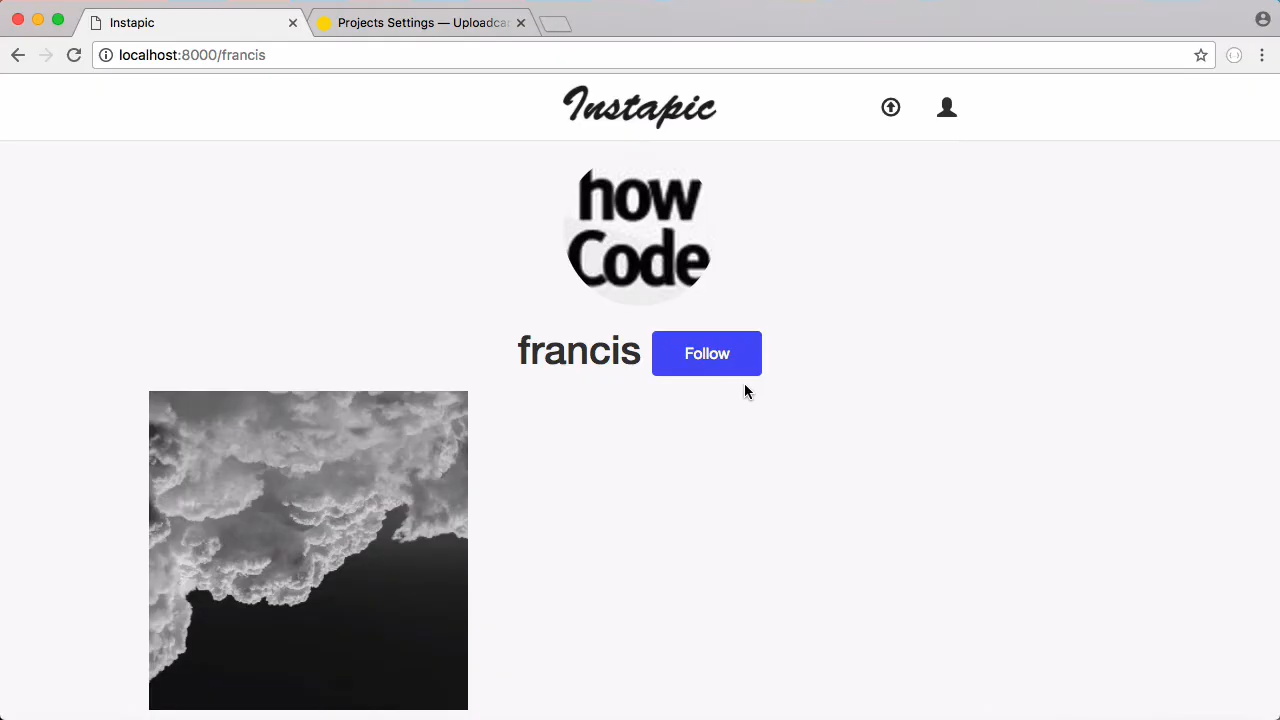 Instapic
Projects Settings — Uploadca
localhost:8000/francis
Instapic
how
Code
francis
Follow